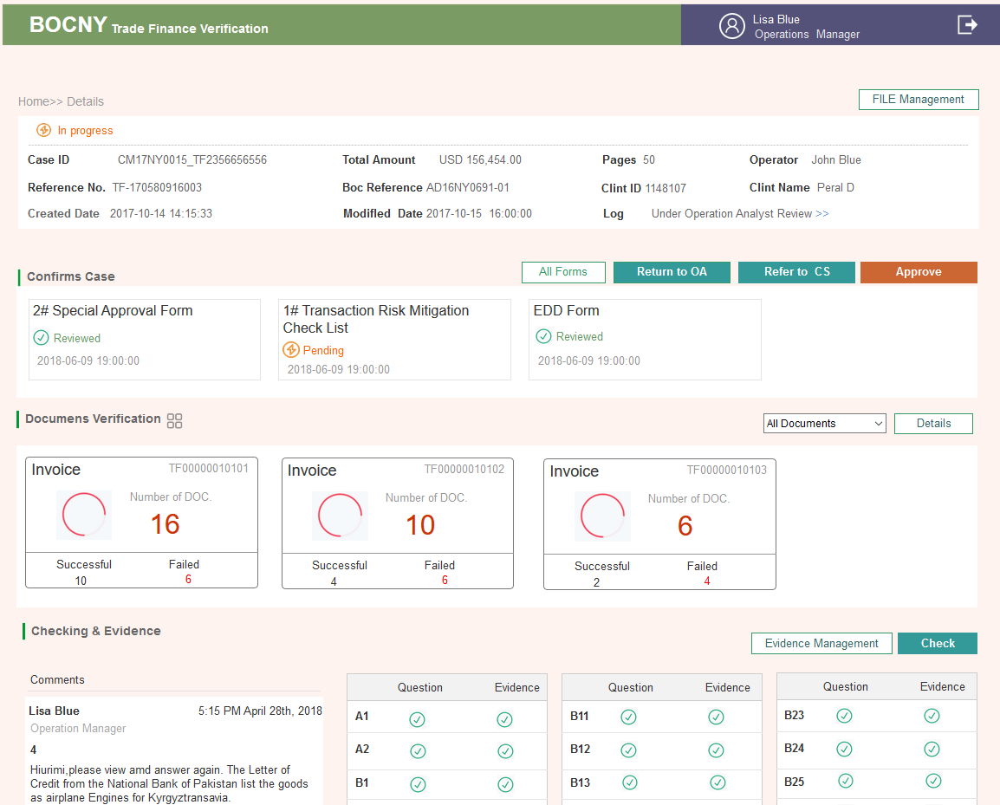 BOCNY Trade Finance Verification
Lisa Blue
Operations Manager
Home>> Details
FILE Management
In progress
Case ID CM17NY0015_TF2356656556 Total Amount USD 156,454.00 Pages 50 Operator John Blue
Reference No. TF-170580916003 Boc Reference AD16NY0691-01 Clint ID 1148107 Clint Name Peral D
Created Date 2017-10-14 14:15:33 Modifled Date 2017-10-15 16:00:00 Log Under Operation Analyst Review >>
Confirms Case
All Forms Return to OA Refer to CS Approve
2# Special Approval Form
Reviewed
2018-06-09 19:00:00
1# Transaction Risk Mitigation
Check List
Pending
2018-06-09 19:00:00
EDD Form
Reviewed
2018-06-09 19:00:00
Documens Verification
All Documents Details
Invoice TF00000010101
Number of DOC.
16
Successful Failed
10 6
Invoice TF00000010102
Number of DOC.
10
Successful Failed
4 6
Invoice TF00000010103
Number of DOC.
6
Successful Failed
2 4
Checking & Evidence
Evidence Management Check
Comments
Lisa Blue 5:15 PM April 28th, 2018
Operation Manager
4
Hiurimi,please view amd answer again. The Letter of
Credit from the National Bank of Pakistan list the goods
as airplane Engines for Kyrgyztransavia.
Question Evidence
A1
A2
B1
Question Evidence
B11
B12
B13
Question Evidence
B23
B24
B25